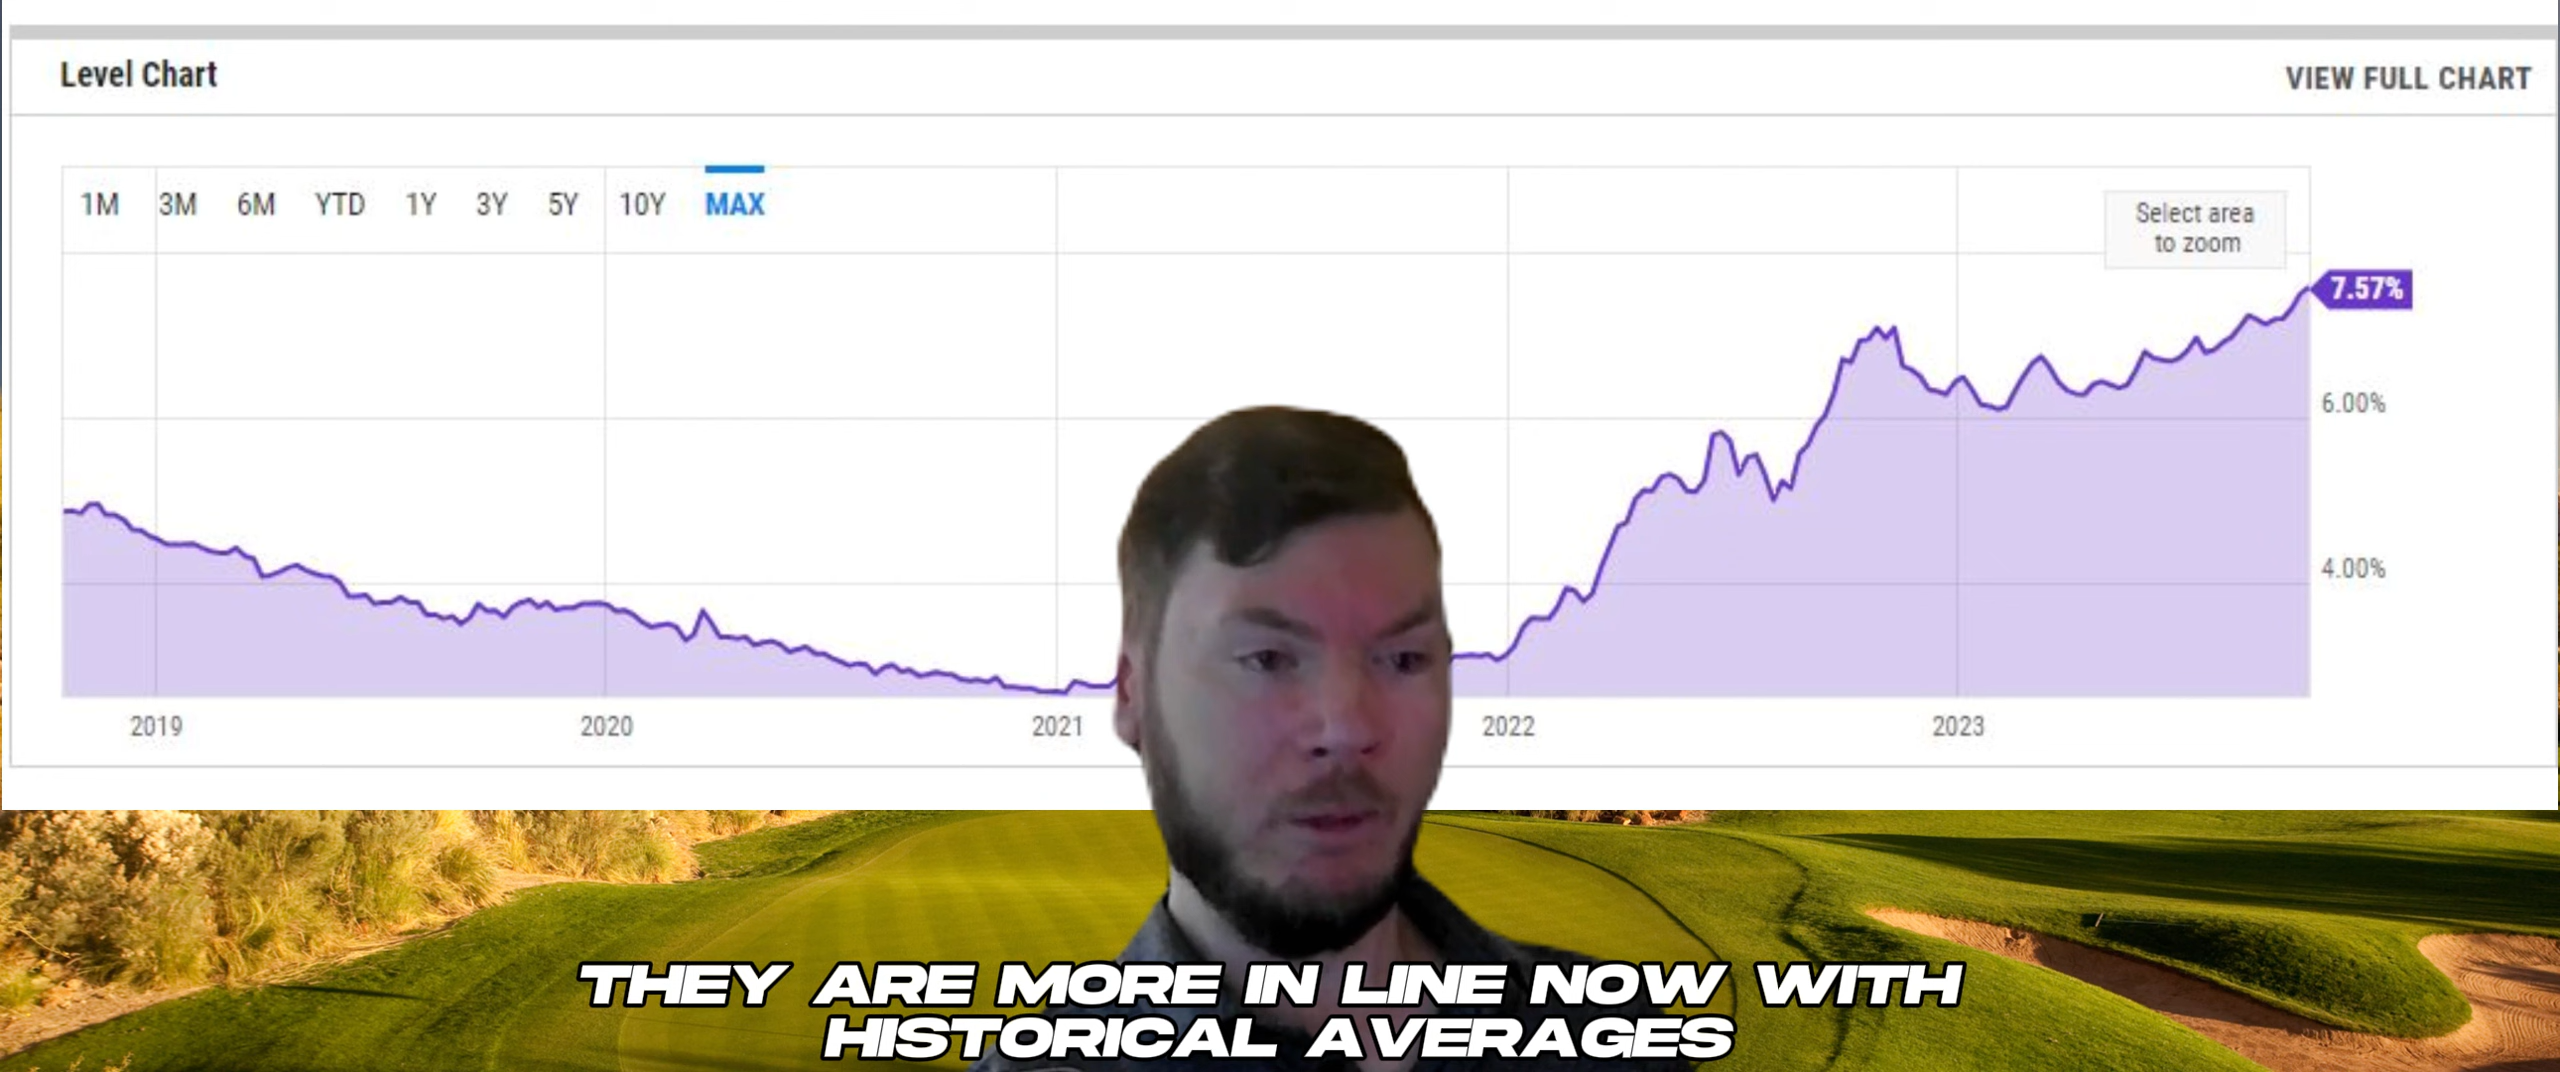 Level Chart
VIEW FULL CHART
1M 3M 6M YTD 1Y 3Y 5Y 10Y MAX
Select area
to zoom
7.57%
6.00%
4.00%
2019 2020 2021 2022 2023
THEY ARE MORE IN LINE NOW WITH
HISTORICAL AVERAGES